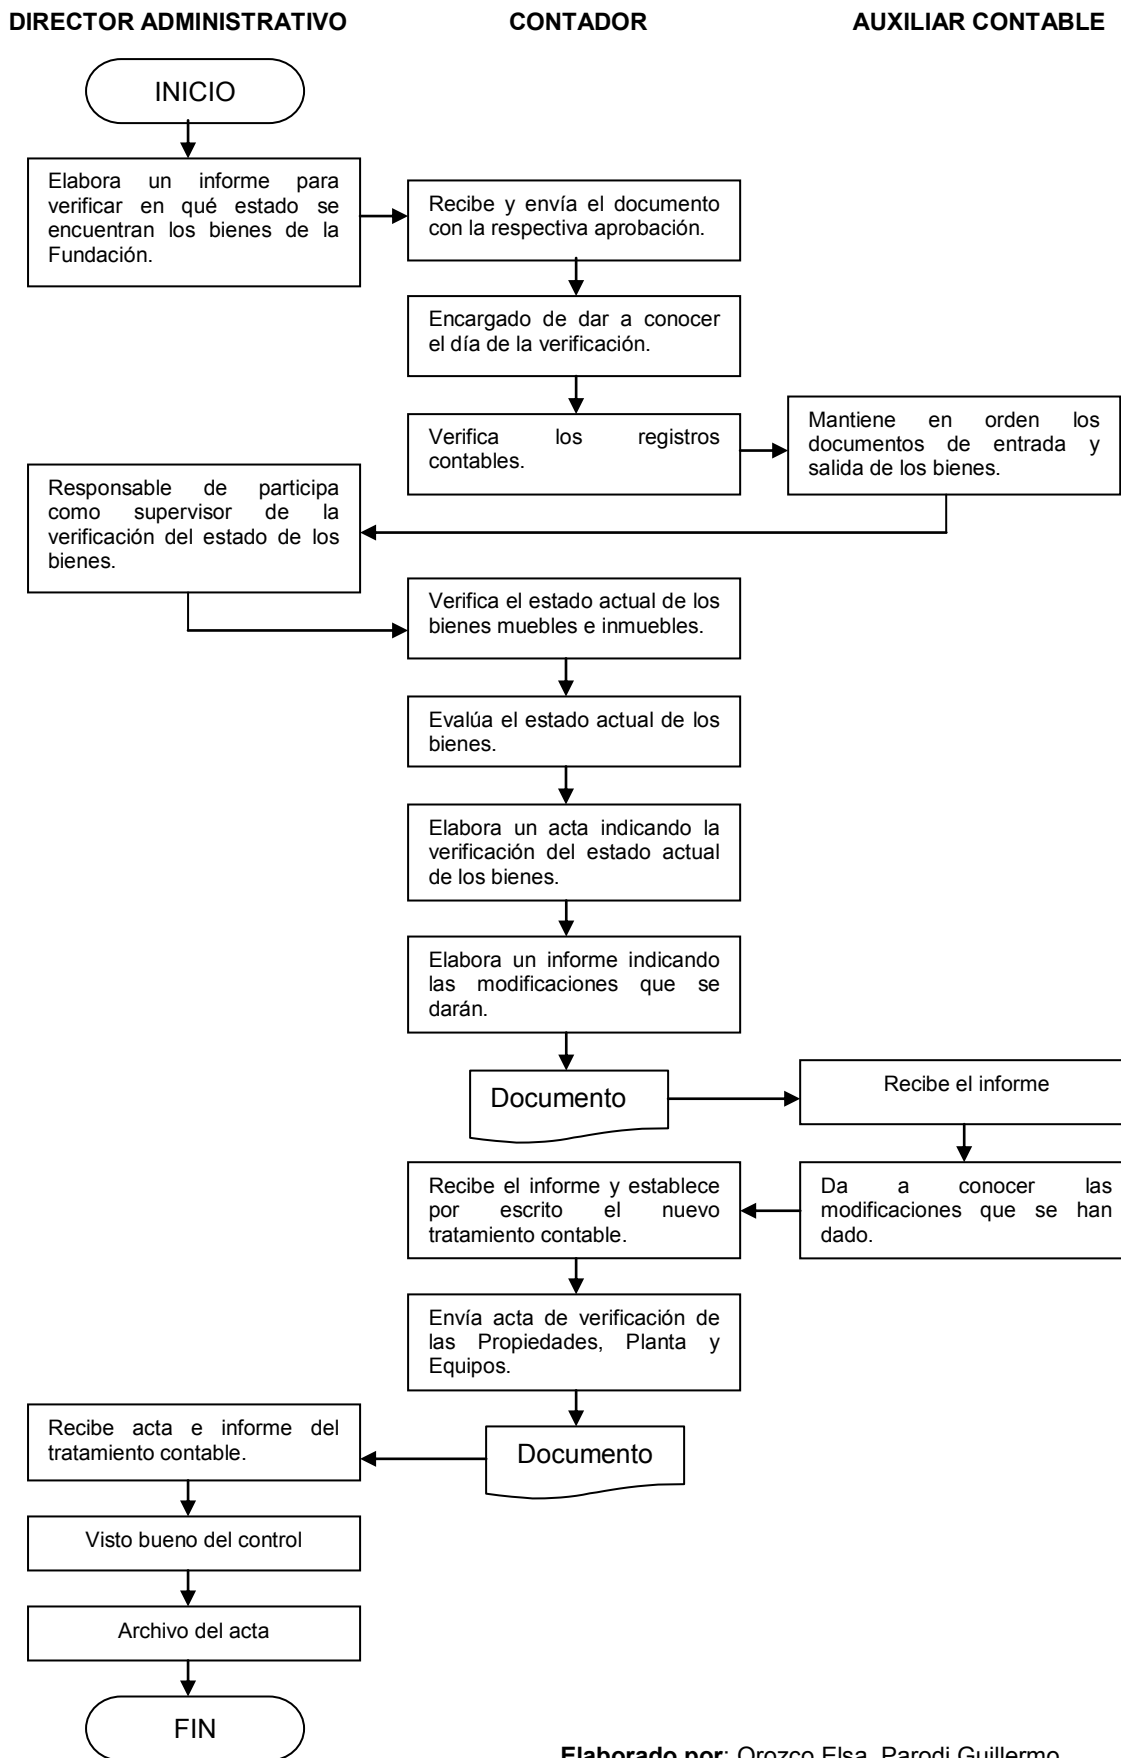 DIRECTOR ADMINISTRATIVO
CONTADOR
AUXILIAR CONTABLE
INICIO
Elabora un informe para
verificar en qué estado se
encuentran los bienes de la
Fundación.
Recibe y envía el documento
con la respectiva aprobación.
Encargado de dar a conocer
el día de la verificación.
Verifica los registros
contables.
Mantiene en orden los
documentos de entrada y
salida de los bienes.
Responsable de participa
como supervisor de la
verificación del estado de los
bienes.
Verifica el estado actual de los
bienes muebles e inmuebles.
Evalúa el estado actual de los
bienes.
Elabora un acta indicando la
verificación del estado actual
de los bienes.
Elabora un informe indicando
las modificaciones que se
darán.
Documento
Recibe el informe
Da a conocer las
modificaciones que se han
dado.
Recibe el informe y establece
por escrito el nuevo
tratamiento contable.
Envía acta de verificación de
las Propiedades, Planta y
Equipos.
Documento
Recibe acta e informe del
tratamiento contable.
Visto bueno del control
Archivo del acta
FIN
Elaborado por: Orozco Elsa, Parodi Guillermo